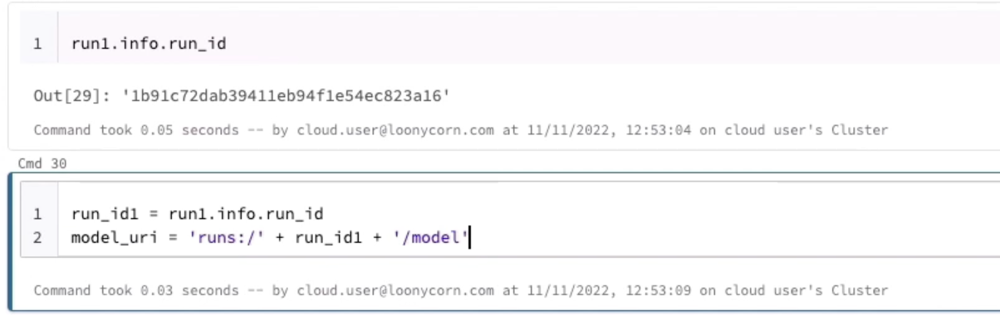 1 run1.info.run_id
Out[29]: '1b91c72dab39411eb94f1e54ec823a16'
Command took 0.05 seconds -- by cloud.user@loonycorn.com at 11/11/2022, 12:53:04 on cloud user's Cluster
Cmd 30
1 run_id1 = run1.info.run_id
2 model_uri = 'runs:/' + run_id1 + '/model'
Command took 0.03 seconds -- by cloud.user@loonycorn.com at 11/11/2022, 12:53:09 on cloud user's Cluster